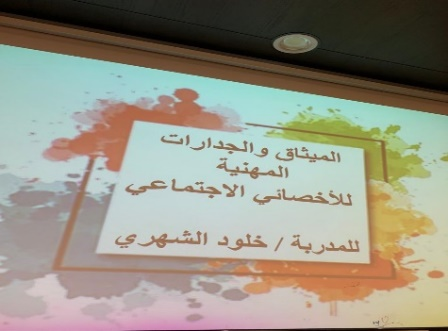 الميثاق والجدارات
المهنية
للأخصائي الاجتماعي
للمدربة / خلود الشهري